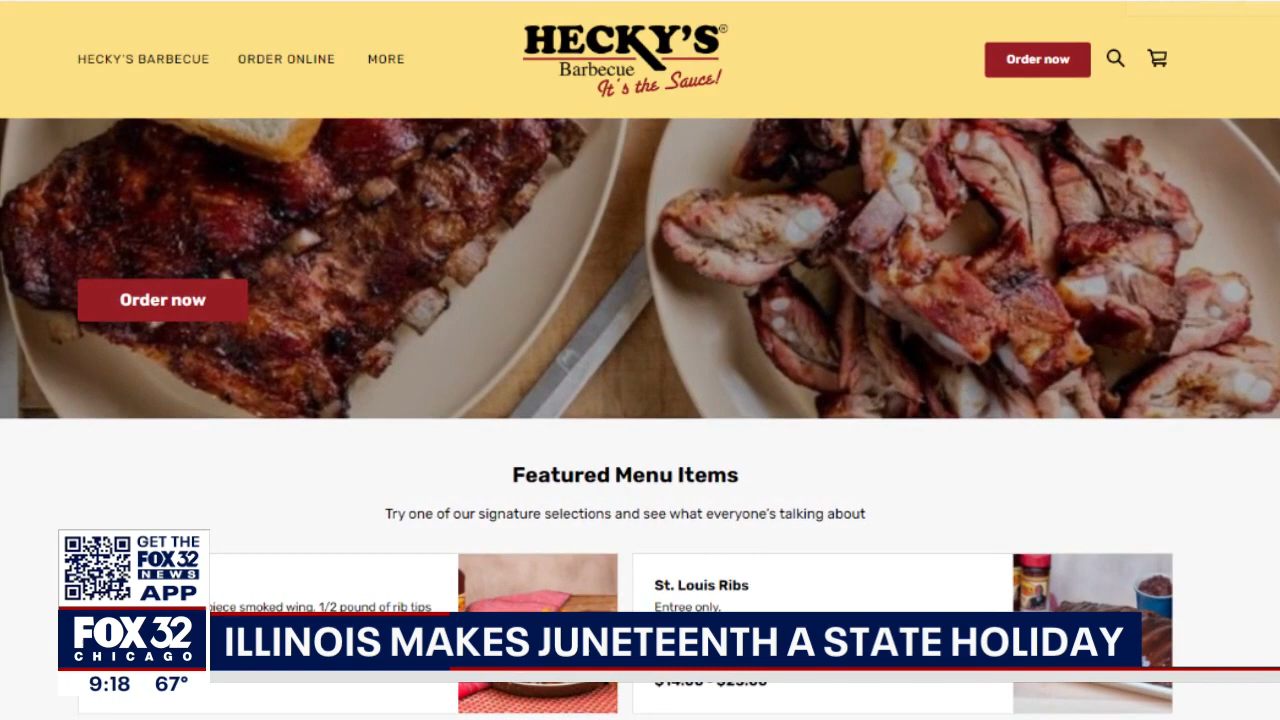 HECKY'S BARBECUE
ORDER ONLINE
MORE
HECKY'S®
Barbecue
It's the Sauce!
Order now
Order now
Featured Menu Items
Try one of our signature selections and see what everyone's talking about
piece smoked wing, 1/2 pound of rib tips
St. Louis Ribs
Entree only.
GET THE
FOX 32
NEWS
APP
FOX 32
CHICAGO
ILLINOIS MAKES JUNETEENTH A STATE HOLIDAY
9:18 67°